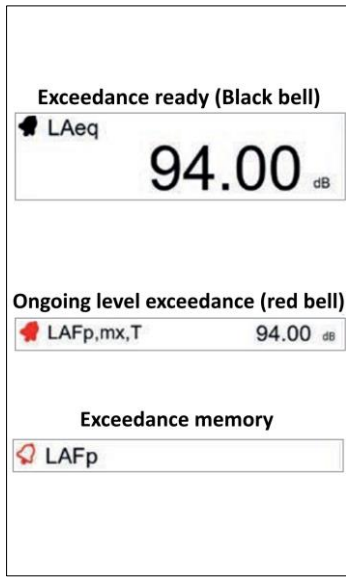 Exceedance ready (Black bell)
LAeq
94.00 dB
Ongoing level exceedance (red bell)
LAFp,mx,T 94.00 dB
Exceedance memory
LAFp